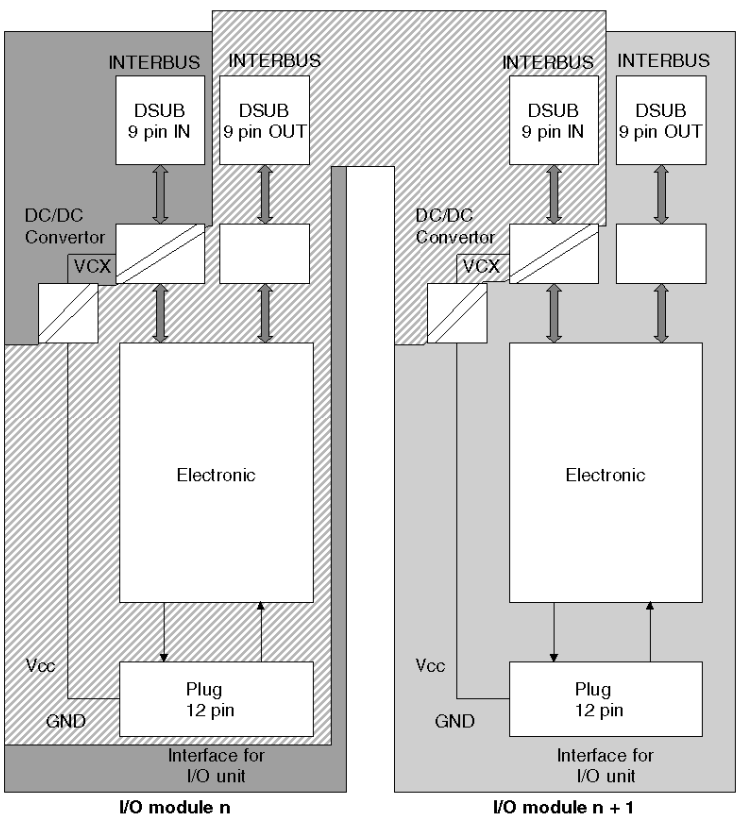 INTERBUS INTERBUS INTERBUS INTERBUS
DSUB DSUB DSUB DSUB
9 pin IN 9 pin OUT 9 pin IN 9 pin OUT
DC/DC DC/DC
Convertor Convertor
VCX VCX
Electronic Electronic
Vcc Vcc
Plug Plug
12 pin 12 pin
GND GND
Interface for Interface for
I/O unit I/O unit
I/O module n I/O module n + 1